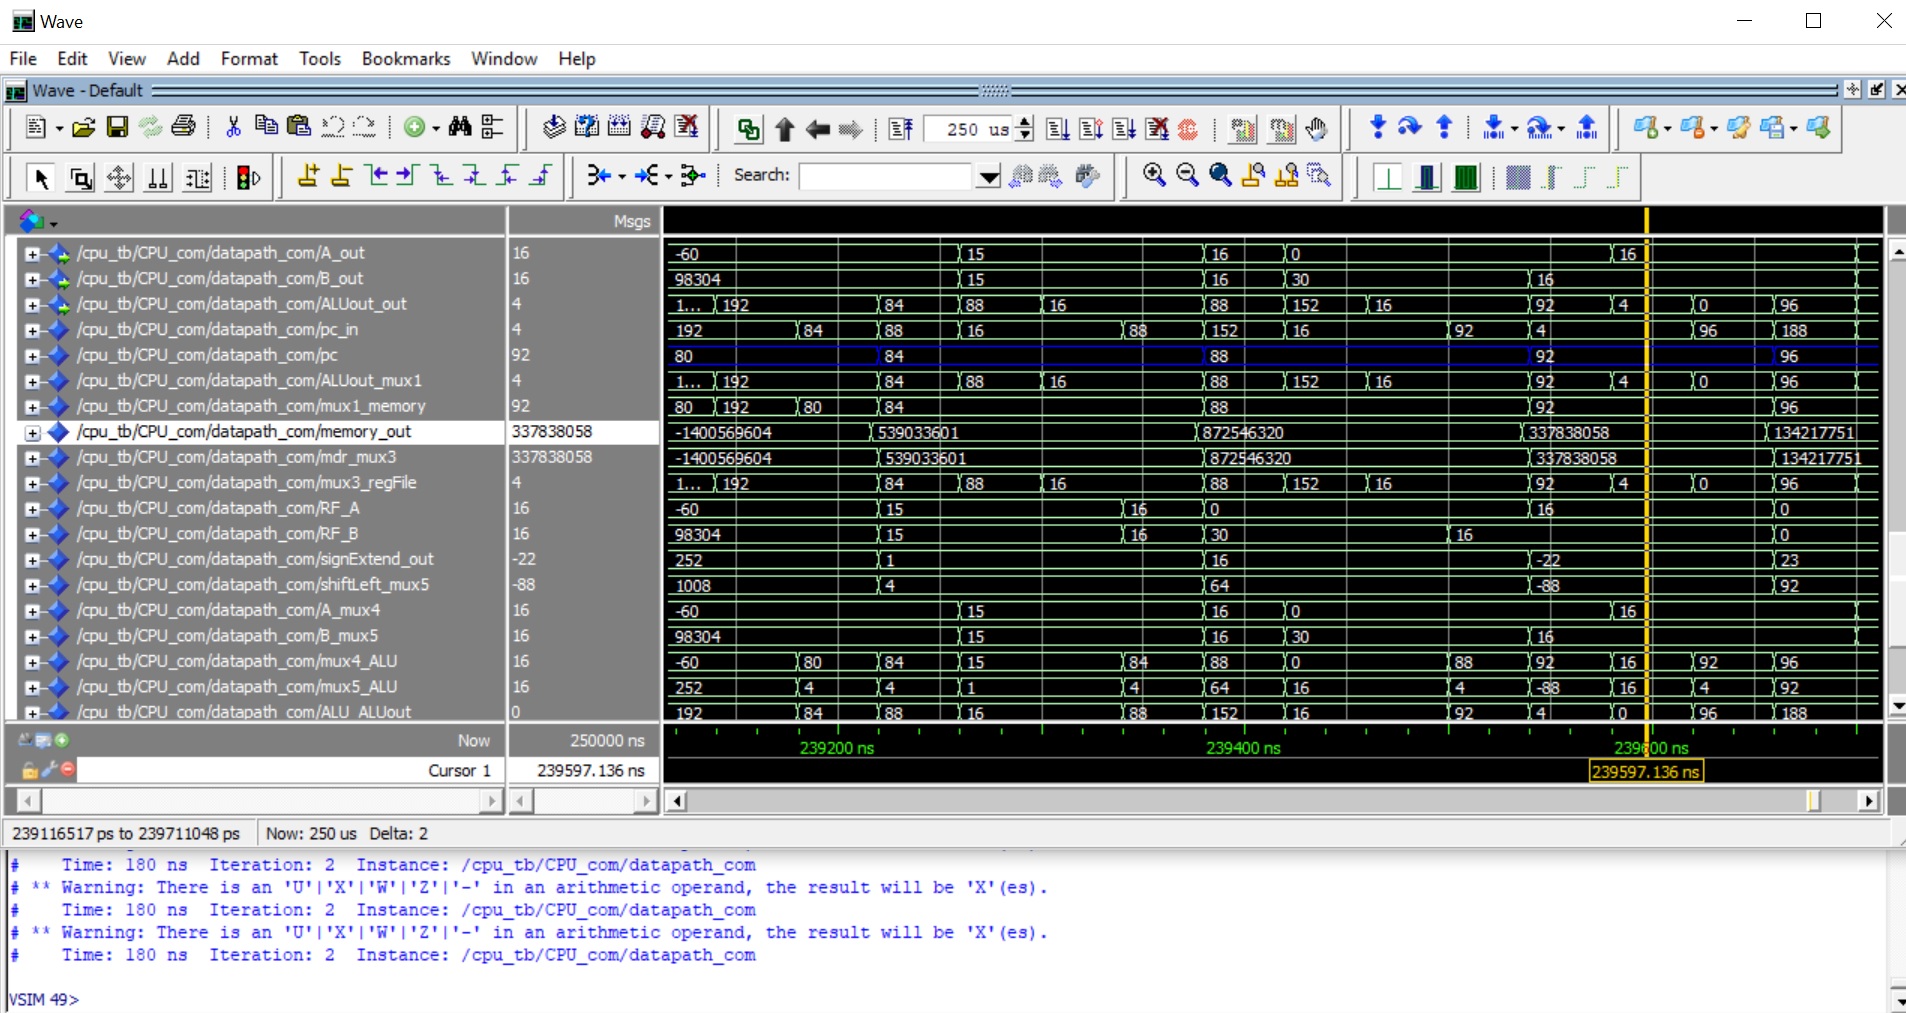 Wave
File Edit View Add Format Tools Bookmarks Window Help
Wave - Default
250 us
Search:
Msgs
/cpu_tb/CPU_com/datapath_com/A_out 16 -60 15 16 0 16
/cpu_tb/CPU_com/datapath_com/B_out 16 98304 15 16 30 16
/cpu_tb/CPU_com/datapath_com/ALUout_out 4 1... 192 84 88 16 88 152 16 92 4 0 96
/cpu_tb/CPU_com/datapath_com/pc_in 4 192 84 88 16 88 152 16 92 4 96 188
/cpu_tb/CPU_com/datapath_com/pc 92 80 84 88 92 96
/cpu_tb/CPU_com/datapath_com/ALUout_mux1 4 1... 192 84 88 16 88 152 16 92 4 0 96
/cpu_tb/CPU_com/datapath_com/mux1_memory 92 80 192 80 84 88 92 96
/cpu_tb/CPU_com/datapath_com/memory_out 337838058 -1400569604 539033601 872546320 337838058 134217751
/cpu_tb/CPU_com/datapath_com/mdr_mux3 337838058 -1400569604 539033601 872546320 337838058 134217751
/cpu_tb/CPU_com/datapath_com/mux3_regFile 4 1... 192 84 88 16 88 152 16 92 4 0 96
/cpu_tb/CPU_com/datapath_com/RF_A 16 -60 15 16 0 16 0
/cpu_tb/CPU_com/datapath_com/RF_B 16 98304 15 16 30 16 0
/cpu_tb/CPU_com/datapath_com/signExtend_out -22 252 1 16 -22 23
/cpu_tb/CPU_com/datapath_com/shiftLeft_mux5 -88 1008 4 64 -88 92
/cpu_tb/CPU_com/datapath_com/A_mux4 16 -60 15 16 0 16
/cpu_tb/CPU_com/datapath_com/B_mux5 16 98304 15 16 30 16
/cpu_tb/CPU_com/datapath_com/mux4_ALU 16 -60 80 84 15 84 88 0 88 92 16 92 96
/cpu_tb/CPU_com/datapath_com/mux5_ALU 16 252 4 4 1 4 64 16 4 -88 16 4 92
/cpu_tb/CPU_com/datapath_com/ALU_ALUout 0 192 84 88 16 88 152 16 92 4 0 96 188
Now 250000 ns 239200 ns 239400 ns 239600 ns
Cursor 1 239597.136 ns 239597.136 ns
239116517 ps to 239711048 ps Now: 250 us Delta: 2
# Time: 180 ns Iteration: 2 Instance: /cpu_tb/CPU_com/datapath_com
# ** Warning: There is an 'U'|'X'|'W'|'Z'|'-' in an arithmetic operand, the result will be 'X'(es).
# Time: 180 ns Iteration: 2 Instance: /cpu_tb/CPU_com/datapath_com
# ** Warning: There is an 'U'|'X'|'W'|'Z'|'-' in an arithmetic operand, the result will be 'X'(es).
# Time: 180 ns Iteration: 2 Instance: /cpu_tb/CPU_com/datapath_com
VSIM 49>